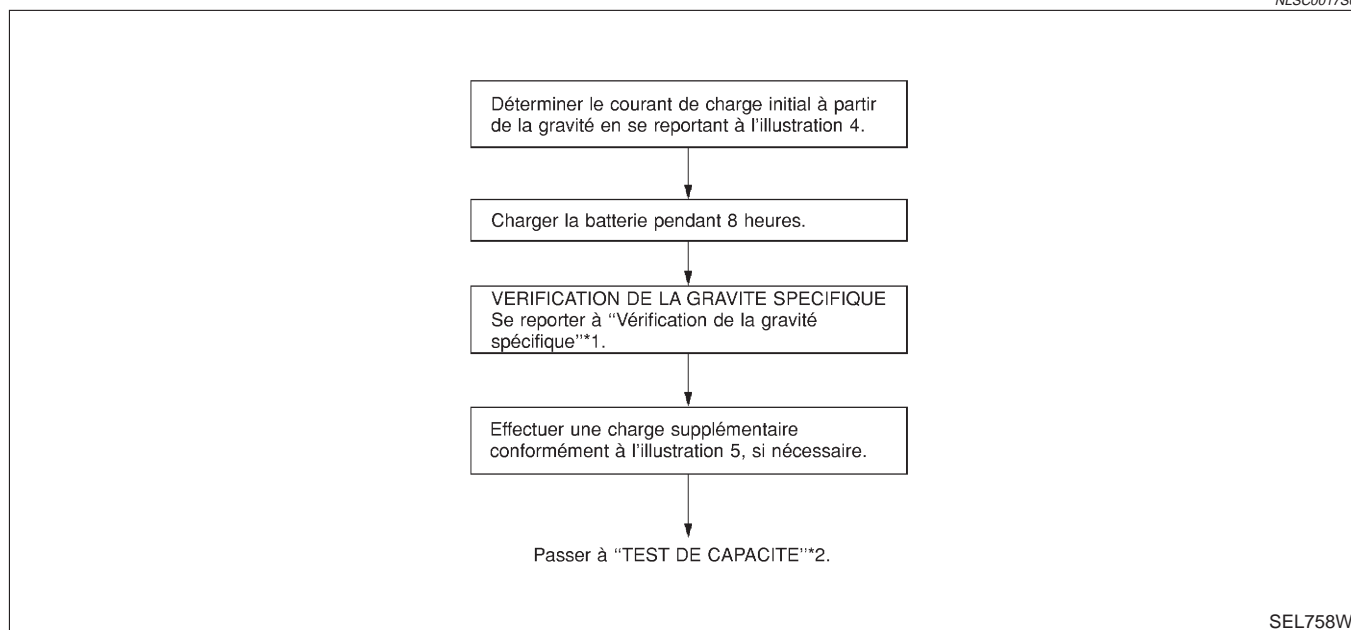 Déterminer le courant de charge initial à partir
de la gravité en se reportant à l'illustration 4.
Charger la batterie pendant 8 heures.
VERIFICATION DE LA GRAVITE SPECIFIQUE
Se reporter à ‘‘Vérification de la gravité
spécifique’’*1.
Effectuer une charge supplémentaire
conformément à l'illustration 5, si nécessaire.
Passer à ‘‘TEST DE CAPACITE’’*2.
SEL758W